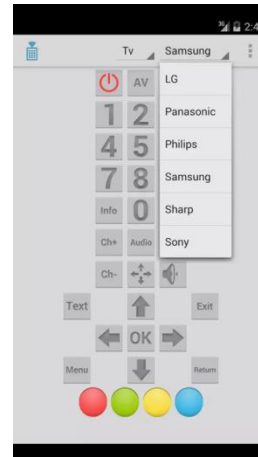 3G 2:4
Tv Samsung
AV LG
1 2 Panasonic
4 5 Philips
7 8 Samsung
Info 0 Sharp
Ch+ Audio Sony
Ch-
Text Exit
OK
Menu Return